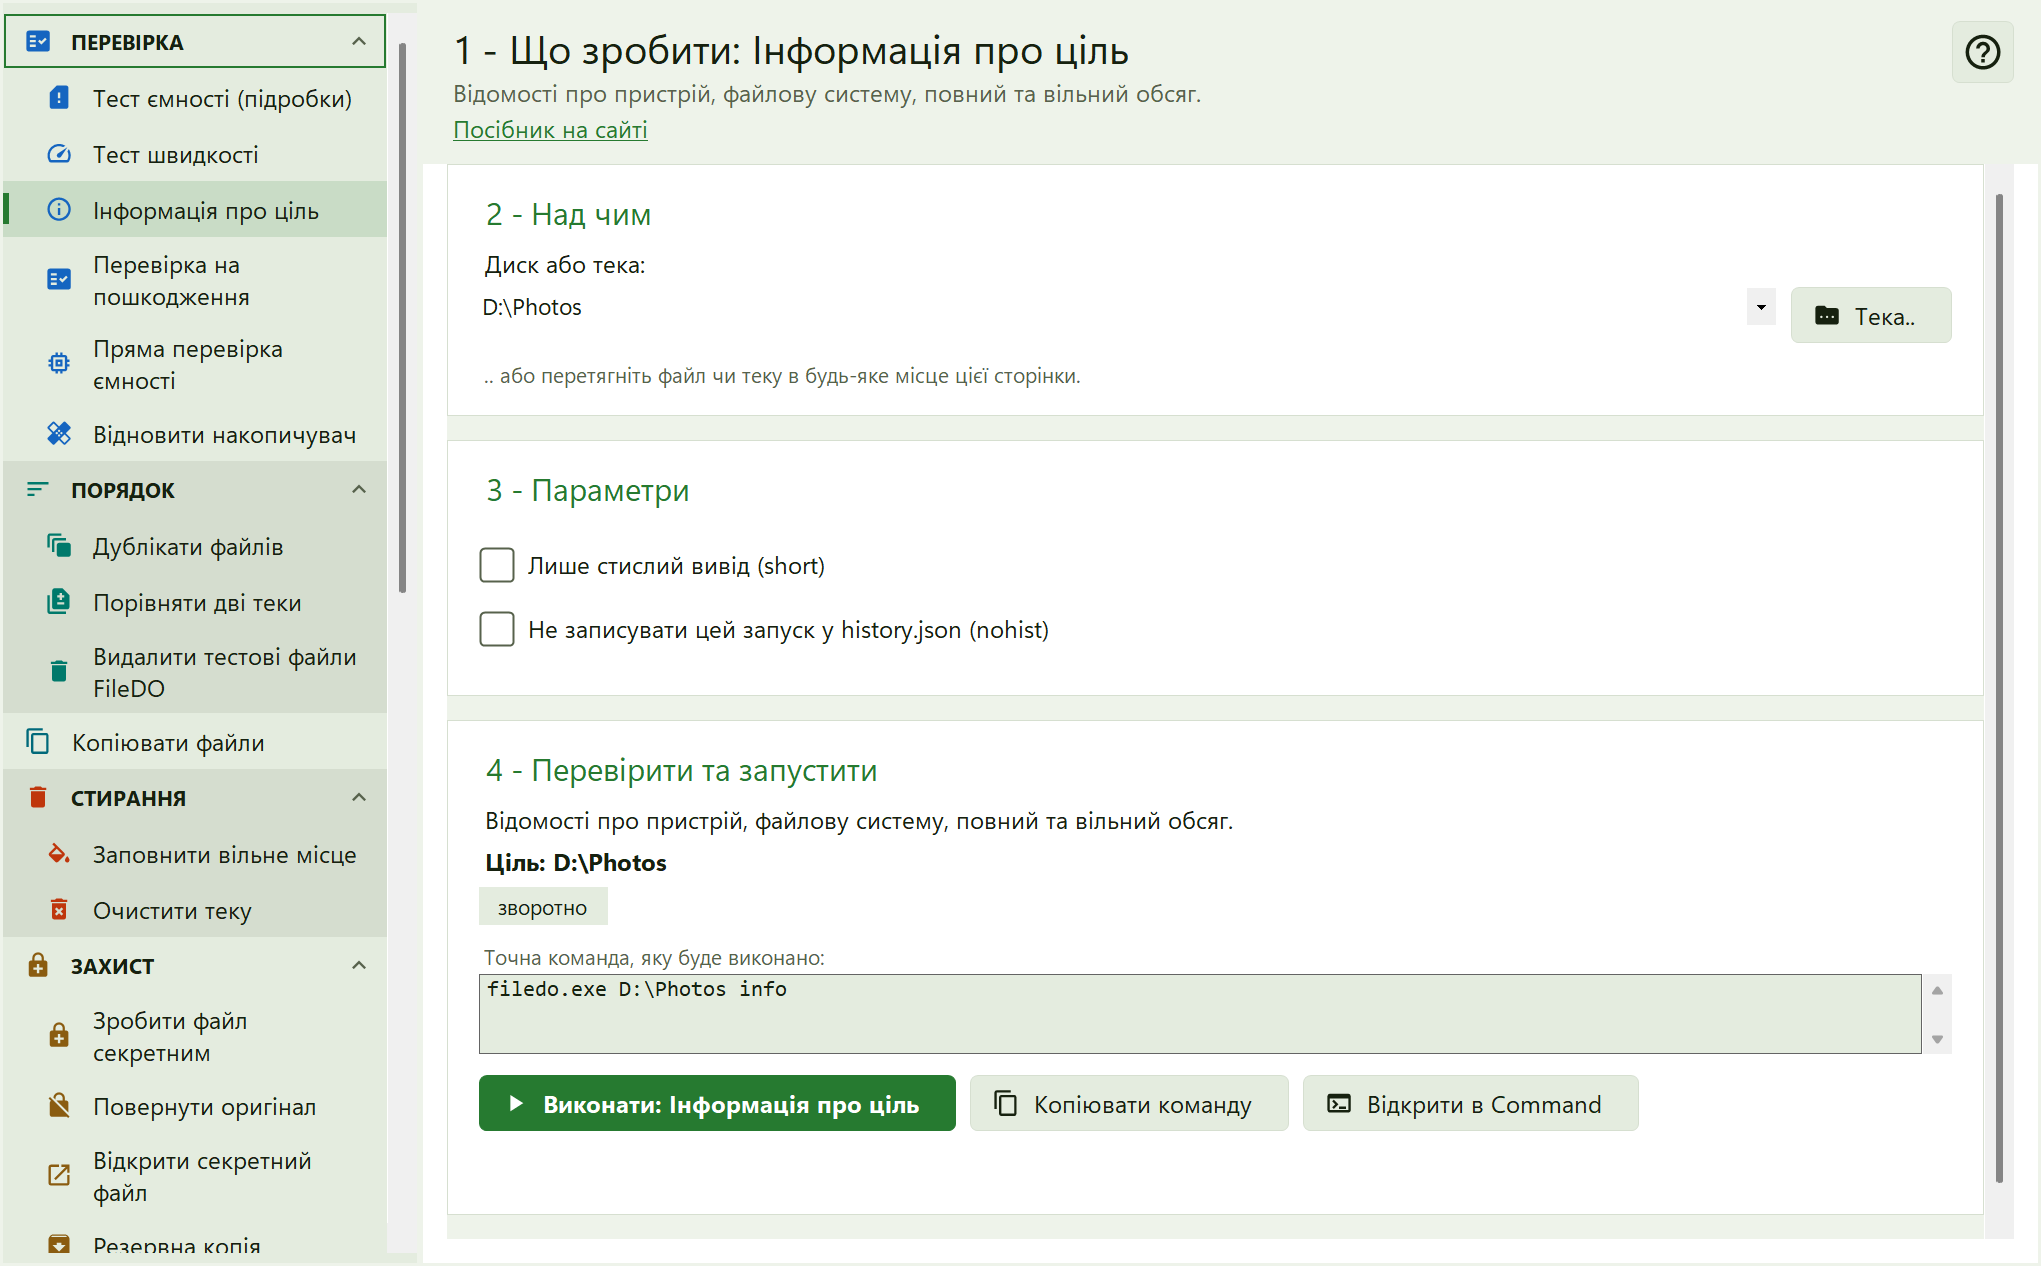 ПЕРЕВІРКА
Тест ємності (підробки)
Тест швидкості
Інформація про ціль
Перевірка на
пошкодження
Пряма перевірка
ємності
Відновити накопичувач
ПОРЯДОК
Дублікати файлів
Порівняти дві теки
Видалити тестові файли
FileDO
Копіювати файли
СТИРАННЯ
Заповнити вільне місце
Очистити теку
ЗАХИСТ
Зробити файл
секретним
Повернути оригінал
Відкрити секретний
файл
Резервна копія
1 - Що зробити: Інформація про ціль
Відомості про пристрій, файлову систему, повний та вільний обсяг.
Посібник на сайті
2 - Над чим
Диск або тека:
D:\Photos
Тека..
.. або перетягніть файл чи теку в будь-яке місце цієї сторінки.
3 - Параметри
Лише стислий вивід (short)
Не записувати цей запуск у history.json (nohist)
4 - Перевірити та запустити
Відомості про пристрій, файлову систему, повний та вільний обсяг.
Ціль: D:\Photos
зворотно
Точна команда, яку буде виконано:
filedo.exe D:\Photos info
Виконати: Інформація про ціль
Копіювати команду
Відкрити в Command